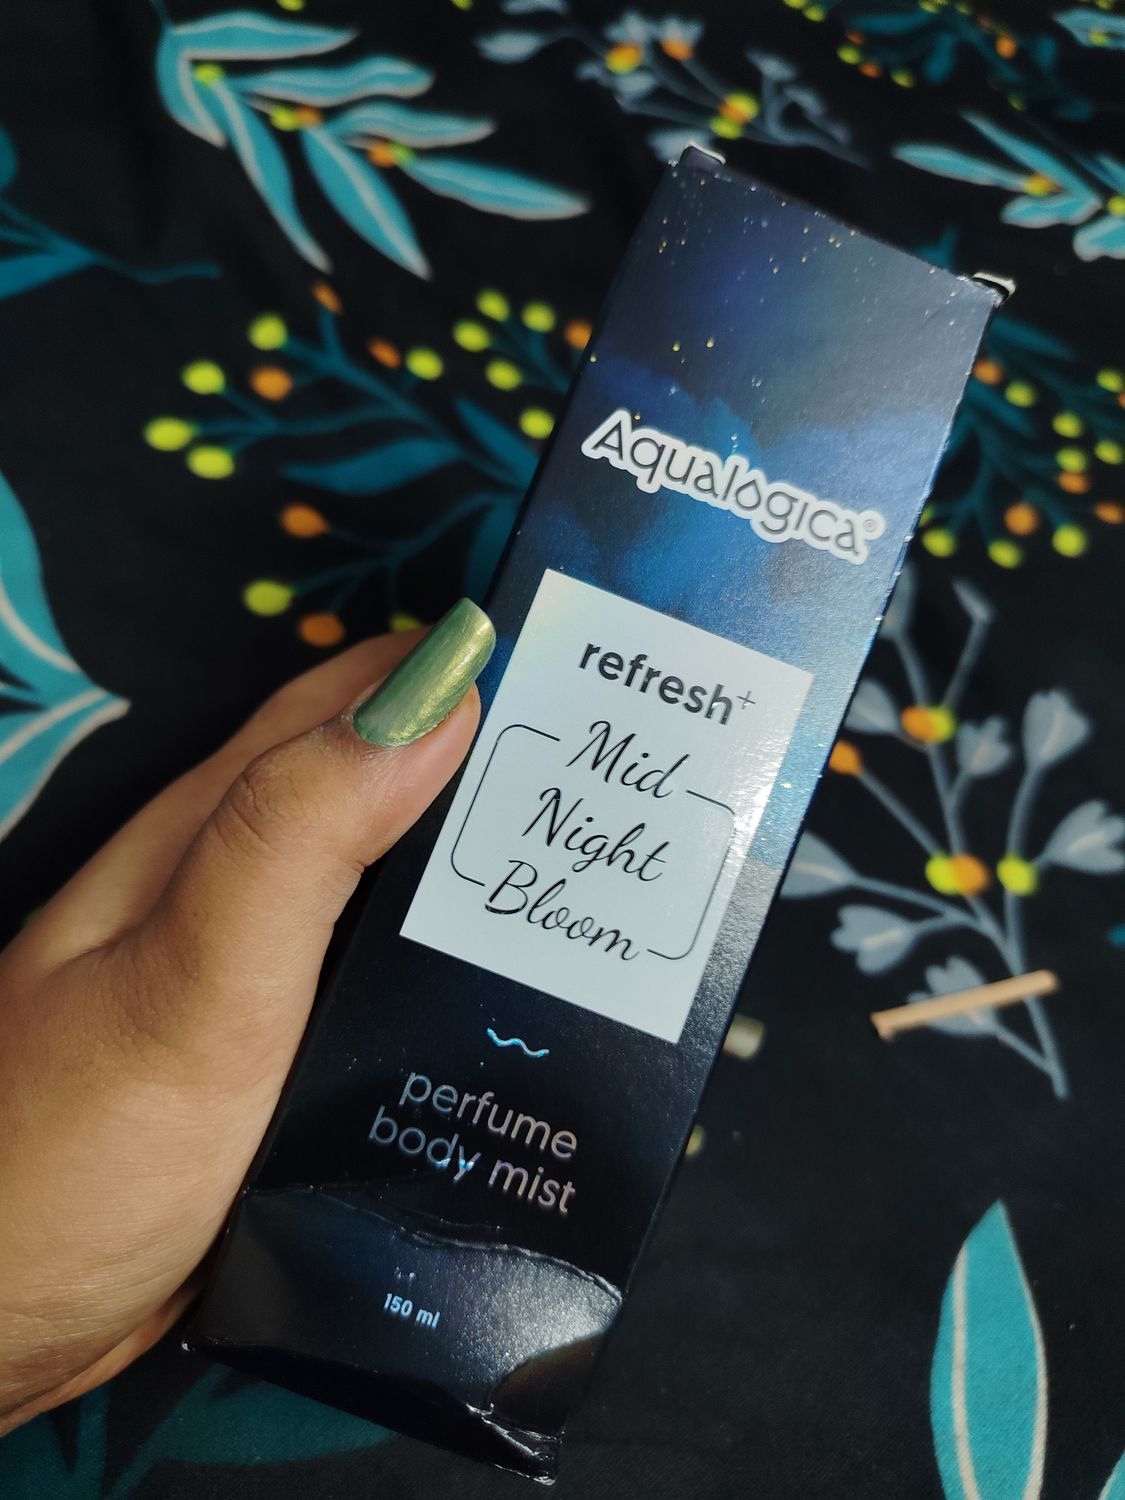 Aqualogica®
refresh+
Mid
Night
Bloom
perfume
body mist
150 ml